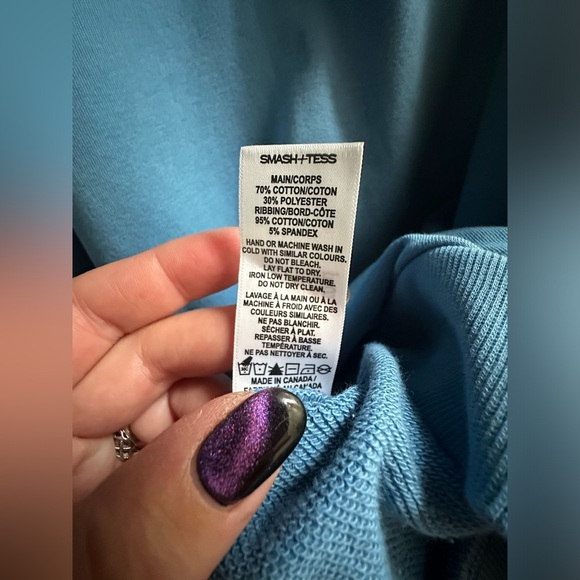 SMASH+TESS
MAIN/CORPS
70% COTTON/COTON
30% POLYESTER
RIBBING/BORD-CÔTE
95% COTTON/COTON
5% SPANDEX
HAND OR MACHINE WASH IN
COLD WITH SIMILAR COLOURS.
DO NOT BLEACH.
LAY FLAT TO DRY.
IRON LOW TEMPERATURE.
DO NOT DRY CLEAN.
LAVAGE À LA MAIN OU À LA
MACHINE À FROID AVEC DES
COULEURS SIMILAIRES.
NE PAS BLANCHIR.
SÉCHER À PLAT.
REPASSER À BASSE
TEMPÉRATURE.
NE PAS NETTOYER À SEC.
MADE IN CANADA/
FABRIQUÉ AU CANADA